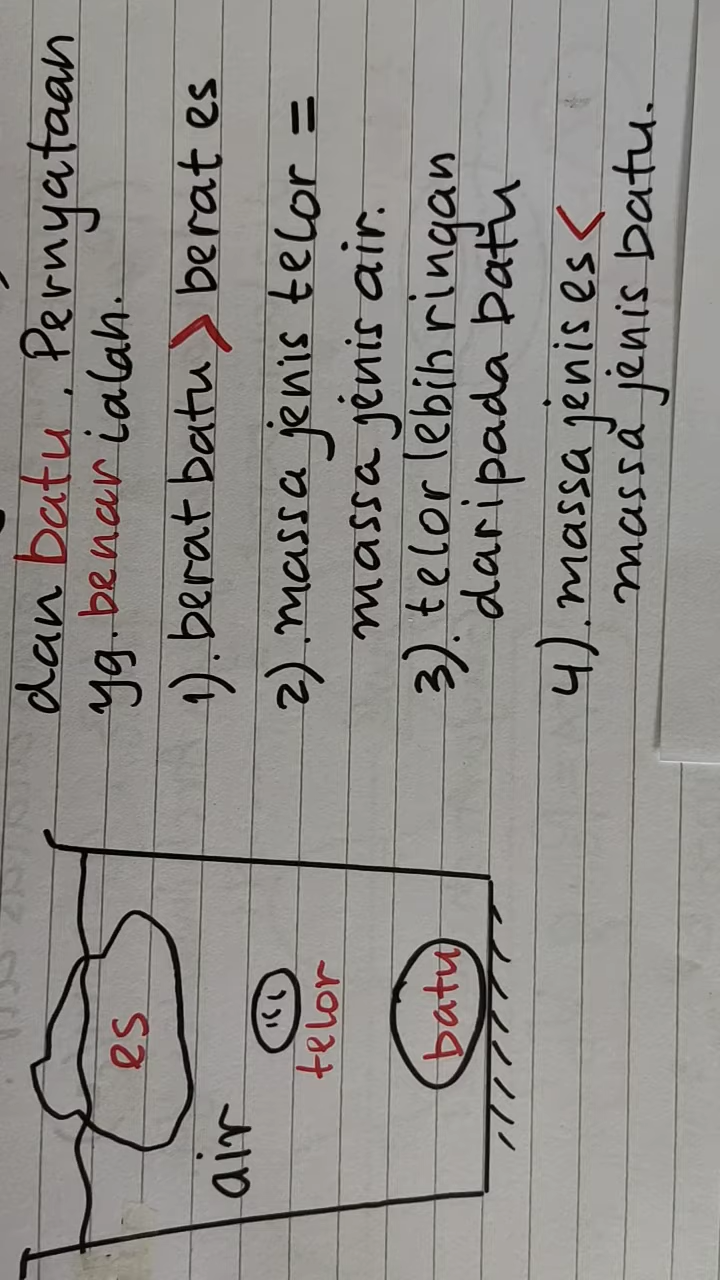 dan batu. Pernyataan
yg. benar ialah.
1). berat batu > berat es
2). massa jenis telor =
massa jenis air.
3). telor lebih ringan
daripada batu
4). massa jenis es <
massa jenis batu.
es
air
telor
batu